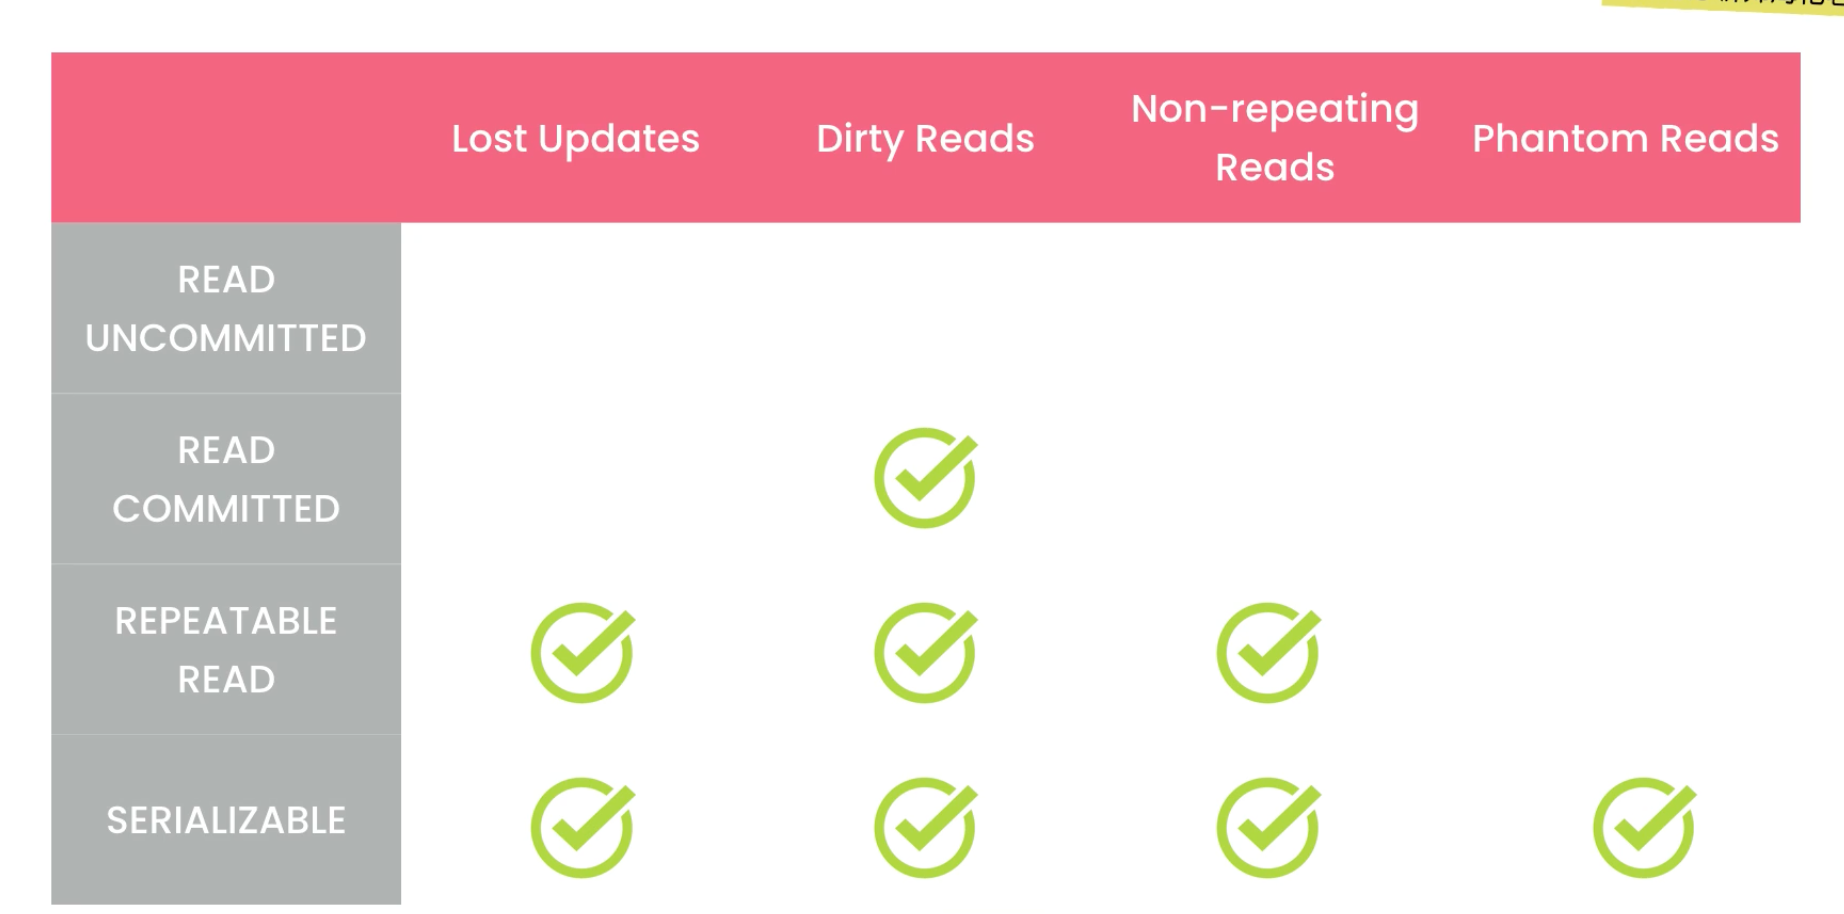 Lost Updates
Dirty Reads
Non-repeating
Reads
Phantom Reads
READ
UNCOMMITTED
READ
COMMITTED
REPEATABLE
READ
SERIALIZABLE